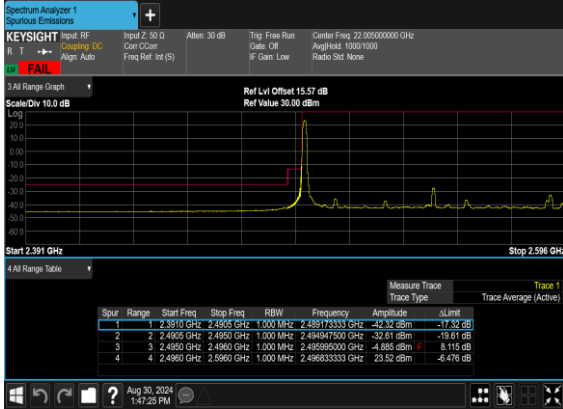 Spectrum Analyzer 1
Spurious Emissions
+
KEYSIGHT
R T
LXI
FAIL
Input: RF
Coupling: DC
Align: Auto
Input Z: 50 Ω
Corr CCorr
Freq Ref: Int (S)
Atten: 30 dB
Trig: Free Run
Gate: Off
IF Gain: Low
Center Freq: 22.005000000 GHz
Avg|Hold: 1000/1000
Radio Std: None
3 All Range Graph
Scale/Div 10.0 dB
Ref Lvl Offset 15.57 dB
Ref Value 30.00 dBm
Log
20.0
10.0
0.00
-10.0
-20.0
-30.0
-40.0
-50.0
-60.0
Start 2.391 GHz
Stop 2.596 GHz
4 All Range Table
Measure Trace Trace 1
Trace Type Trace Average (Active)
Spur Range Start Freq Stop Freq RBW Frequency Amplitude ΔLimit
1 1 2.3910 GHz 2.4905 GHz 1.000 MHz 2.489173333 GHz -42.32 dBm -17.32 dB
2 2 2.4905 GHz 2.4950 GHz 1.000 MHz 2.494947500 GHz -32.61 dBm -19.61 dB
3 3 2.4950 GHz 2.4960 GHz 1.000 MHz 2.495995000 GHz -4.885 dBm F 8.115 dB
4 4 2.4960 GHz 2.5960 GHz 1.000 MHz 2.496833333 GHz 23.52 dBm -6.476 dB
?
Aug 30, 2024
1:47:25 PM